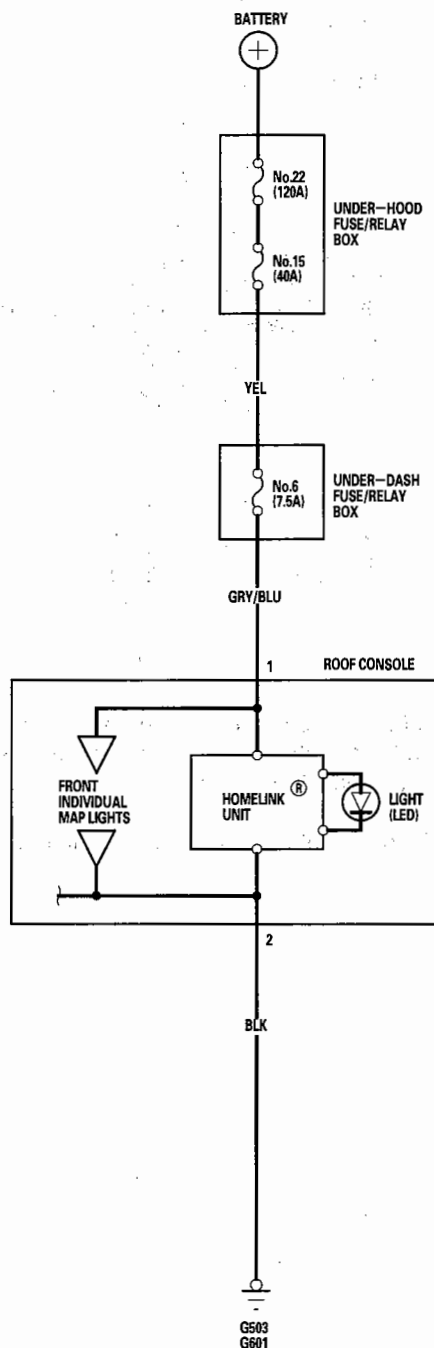 BATTERY
No.22
(120A)
UNDER-HOOD
FUSE/RELAY
BOX
No.15
(40A)
YEL
No.6
(7.5A)
UNDER-DASH
FUSE/RELAY
BOX
GRY/BLU
1
ROOF CONSOLE
FRONT
INDIVIDUAL
MAP LIGHTS
HOMELINK ®
UNIT
LIGHT
(LED)
2
BLK
G503
G601